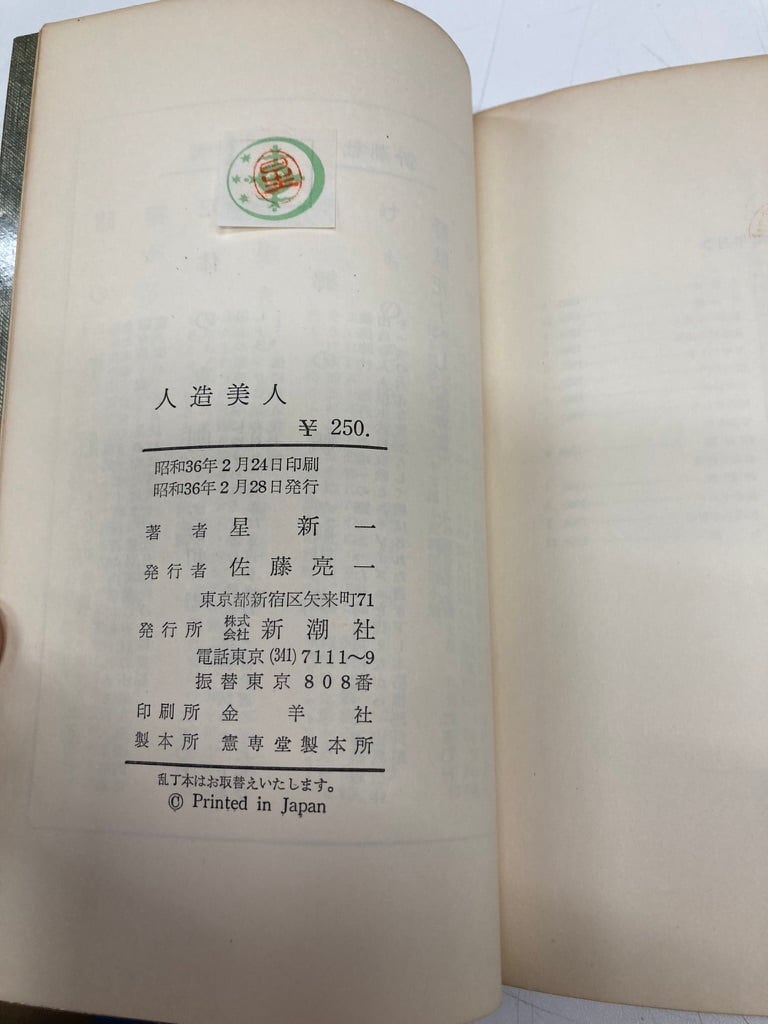 人造美人
¥ 250.
昭和36年2月24日印刷
昭和36年2月28日発行
著者 星新一
発行者 佐藤亮一
東京都新宿区矢来町71
発行所 株式会社 新潮社
電話東京(341)7111〜9
振替東京808番
印刷所 金羊社
製本所 憲専堂製本所
乱丁本はお取替えいたします。
© Printed in Japan